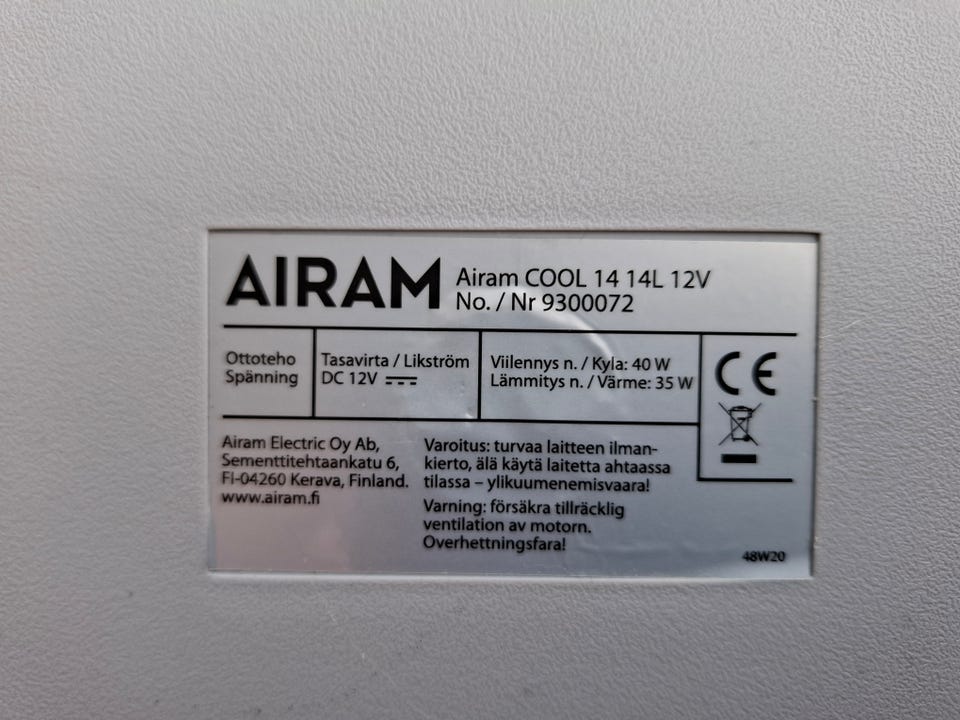 AIRAM
Airam COOL 14 14L 12V
No. / Nr 9300072
Ottoteho
Spänning
Tasavirta / Likström
DC 12V
Viilennys n. / Kyla: 40 W
Lämmitys n. / Värme: 35 W
CE
Airam Electric Oy Ab,
Sementtitehtaankatu 6,
FI-04260 Kerava, Finland.
www.airam.fi
Varoitus: turvaa laitteen ilman-
kierto, älä käytä laitetta ahtaassa
tilassa – ylikuumenemisvaara!
Varning: försäkra tillräcklig
ventilation av motorn.
Overhettningsfara!
48W20